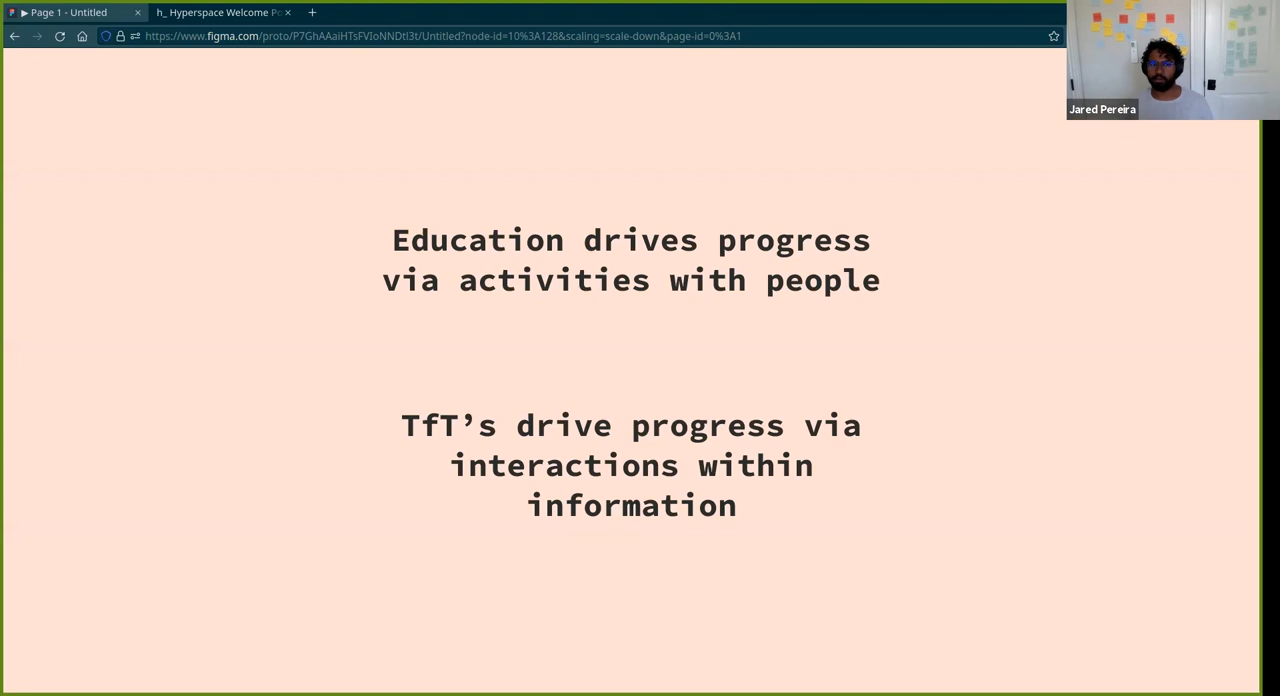 ▶ Page 1 - Untitled
h_ Hyperspace Welcome Po
https://www.figma.com/proto/P7GhAAaiHTsFVIoNNDtl3t/Untitled?node-id=10%3A128&scaling=scale-down&page-id=0%3A1
Jared Pereira
Education drives progress
via activities with people
TfT’s drive progress via
interactions within
information